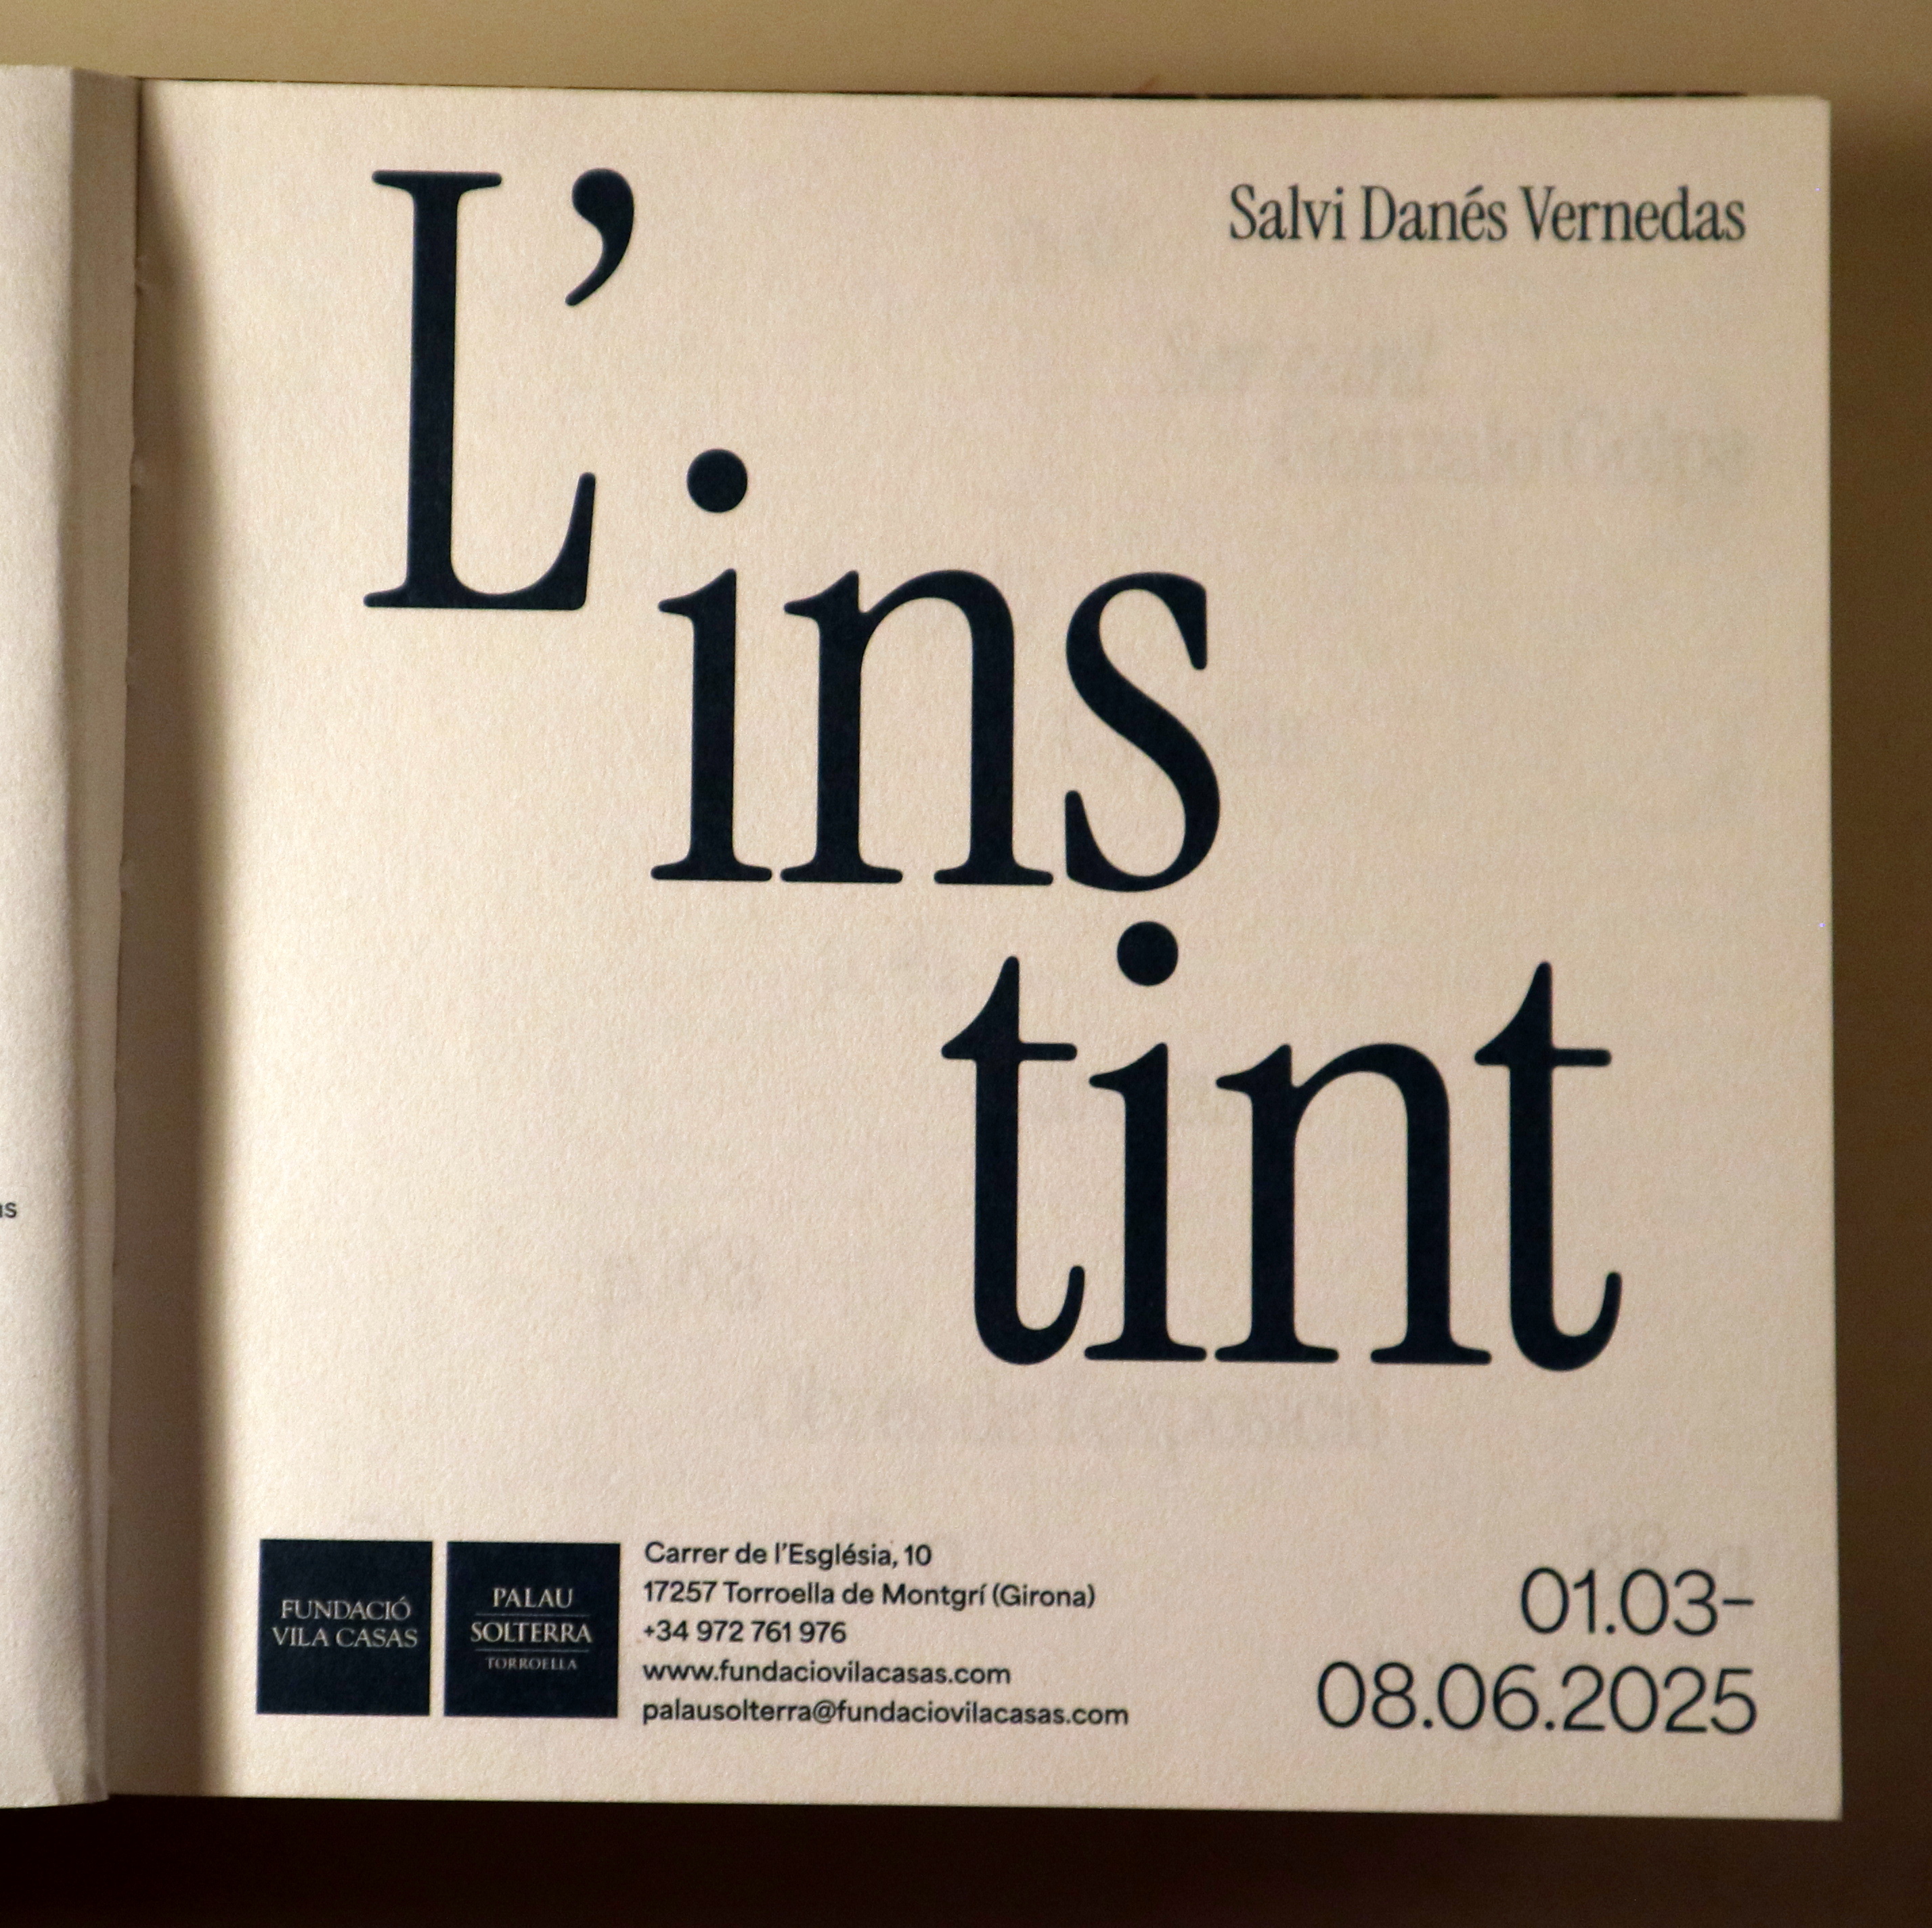 Salvi Danés Vernedas
L’
ins
tint
FUNDACIÓ
VILA CASAS
PALAU
SOLTERRA
TORROELLA
Carrer de l’Església, 10
17257 Torroella de Montgrí (Girona)
+34 972 761 976
www.fundaciovilacasas.com
palausolterra@fundaciovilacasas.com
01.03–
08.06.2025